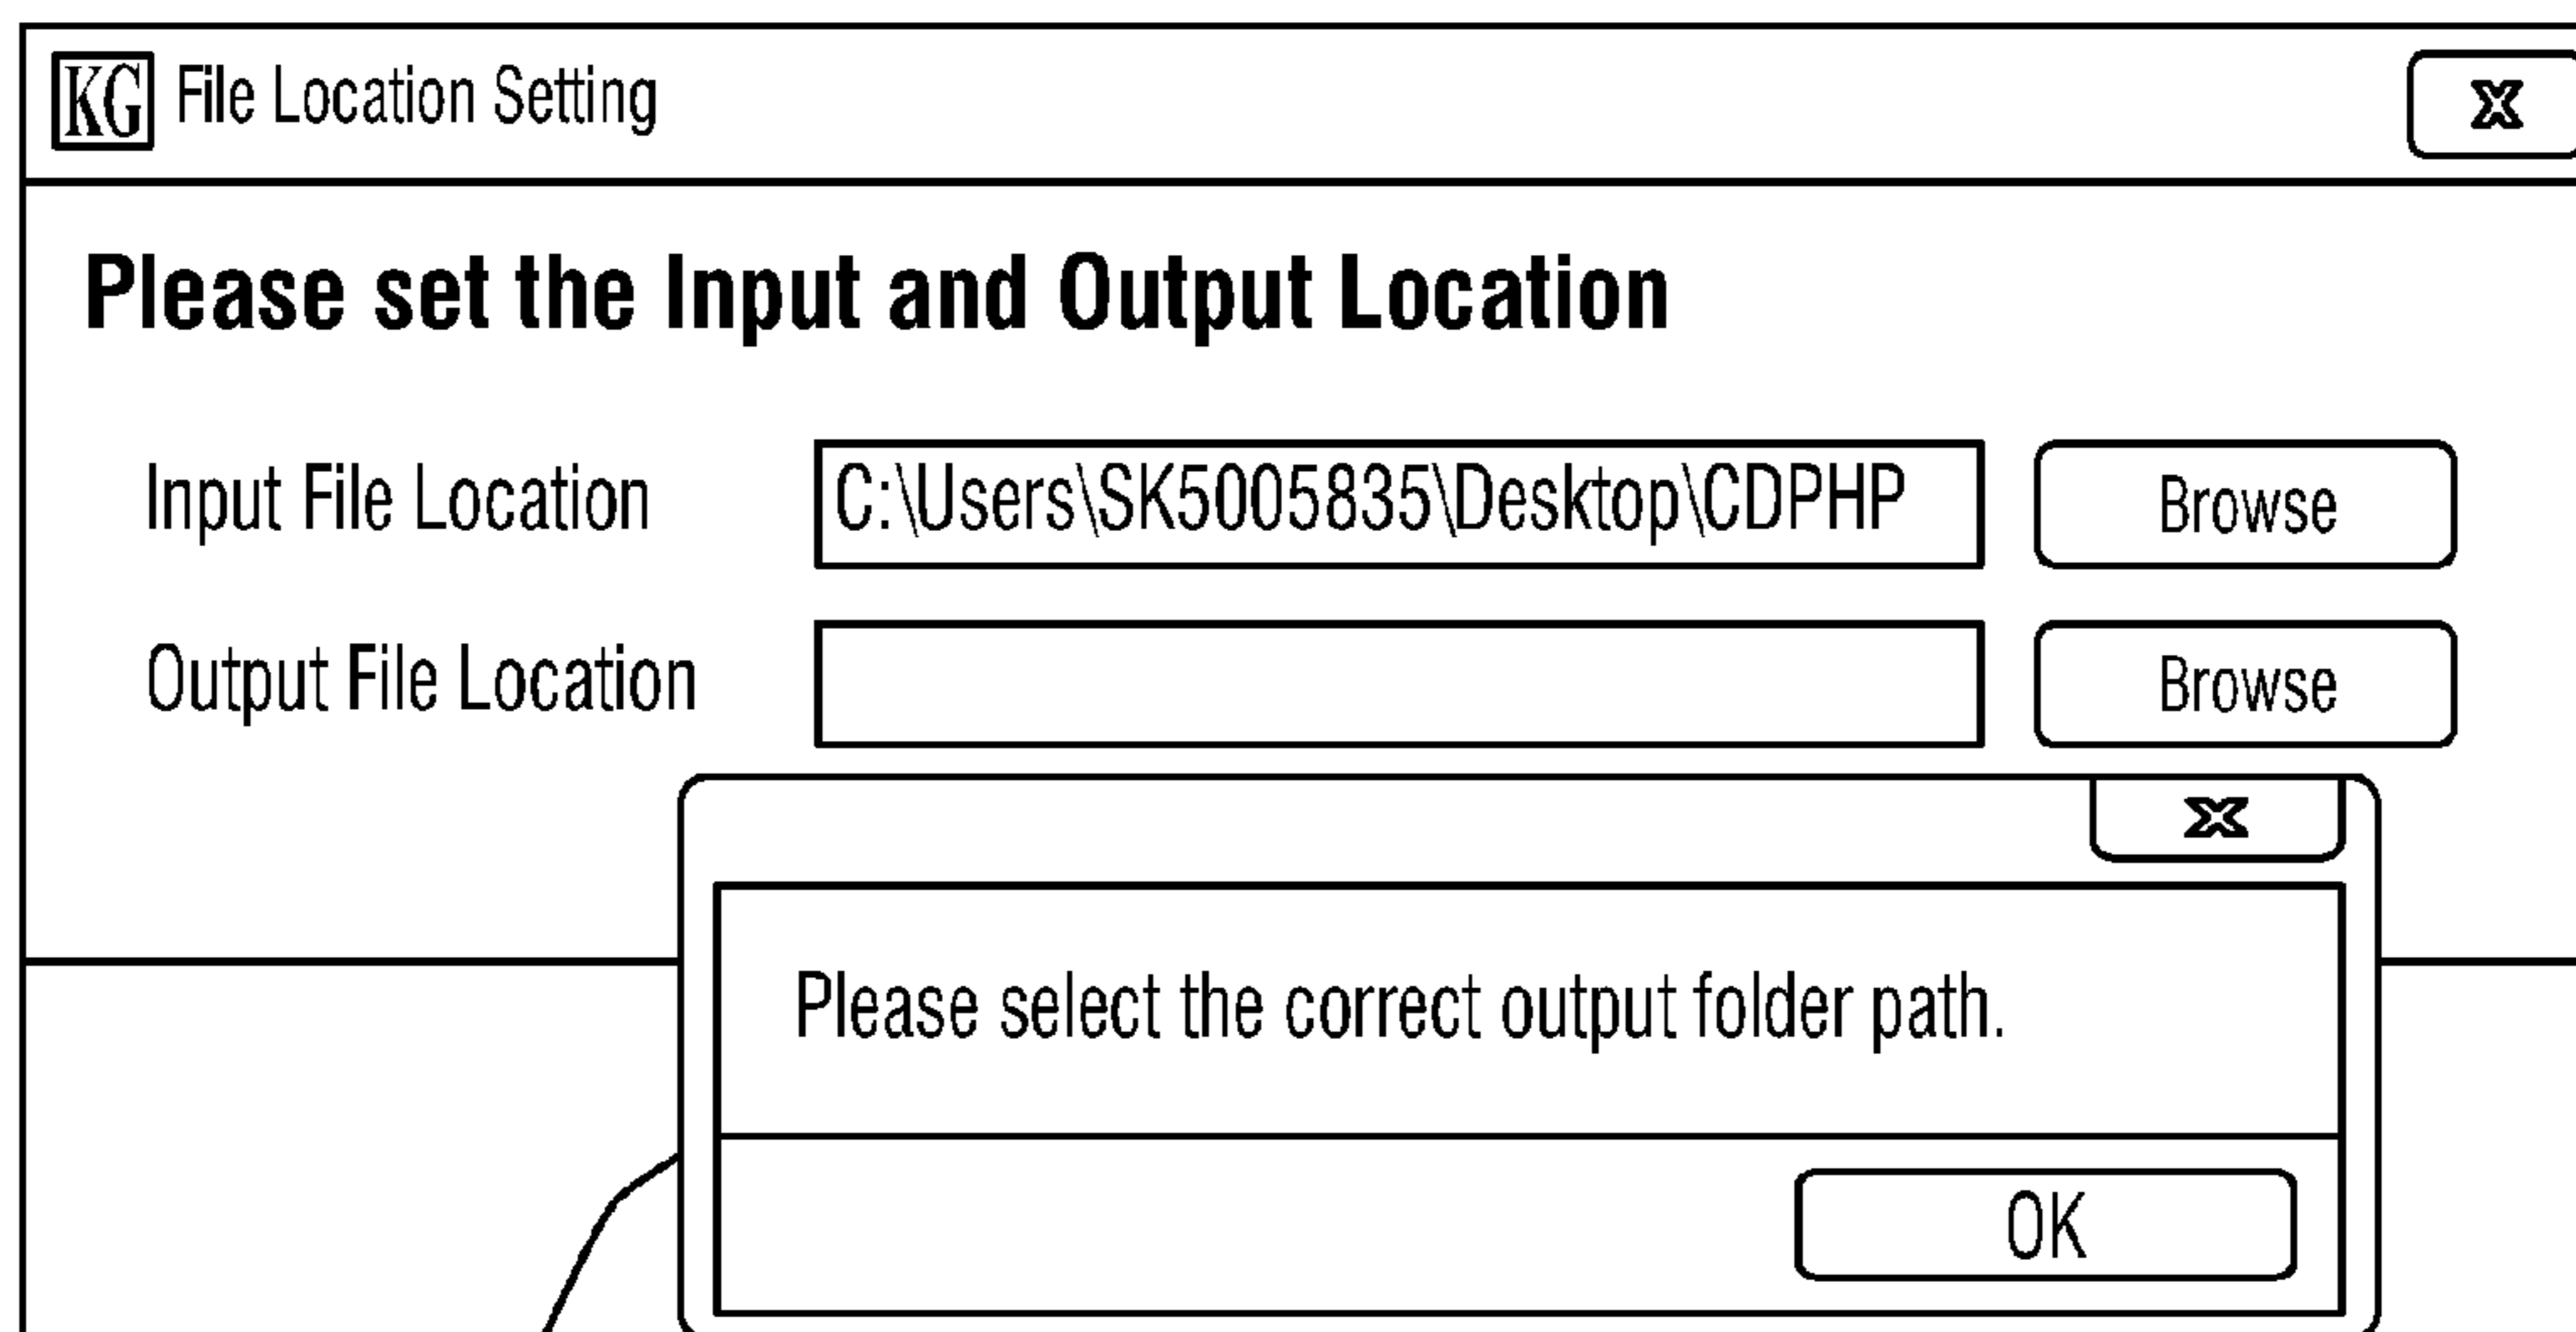 KG File Location Setting X
Please set the Input and Output Location
Input File Location C:\Users\SK5005835\Desktop\CDPHP Browse
Output File Location Browse
X
Please select the correct output folder path.
OK